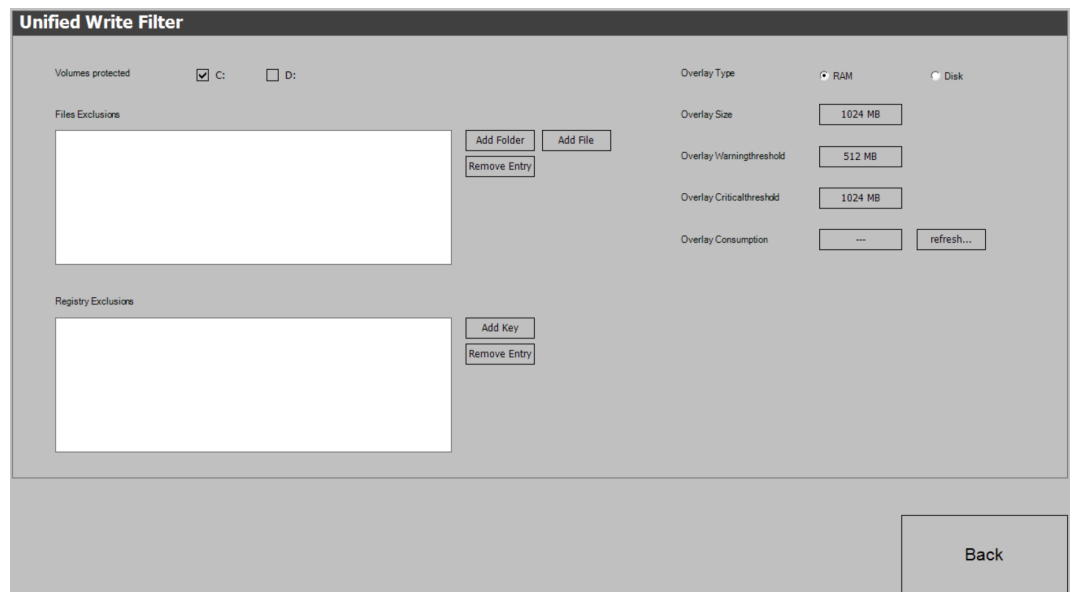 Unified Write Filter
Volumes protected C: D:
Overlay Type RAM Disk
Files Exclusions
Overlay Size 1024 MB
Add Folder Add File
Overlay Warningthreshold 512 MB
Remove Entry
Overlay Criticalthreshold 1024 MB
Overlay Consumption --- refresh...
Registry Exclusions
Add Key
Remove Entry
Back